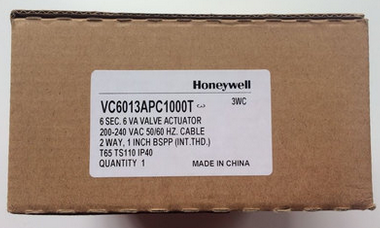 Honeywell
VC6013APC1000T 3WC
6 SEC. 6 VA VALVE ACTUATOR
200-240 VAC 50/60 HZ. CABLE
2 WAY, 1 INCH BSPP (INT.THD.)
T65 TS110 IP40
QUANTITY 1 MADE IN CHINA